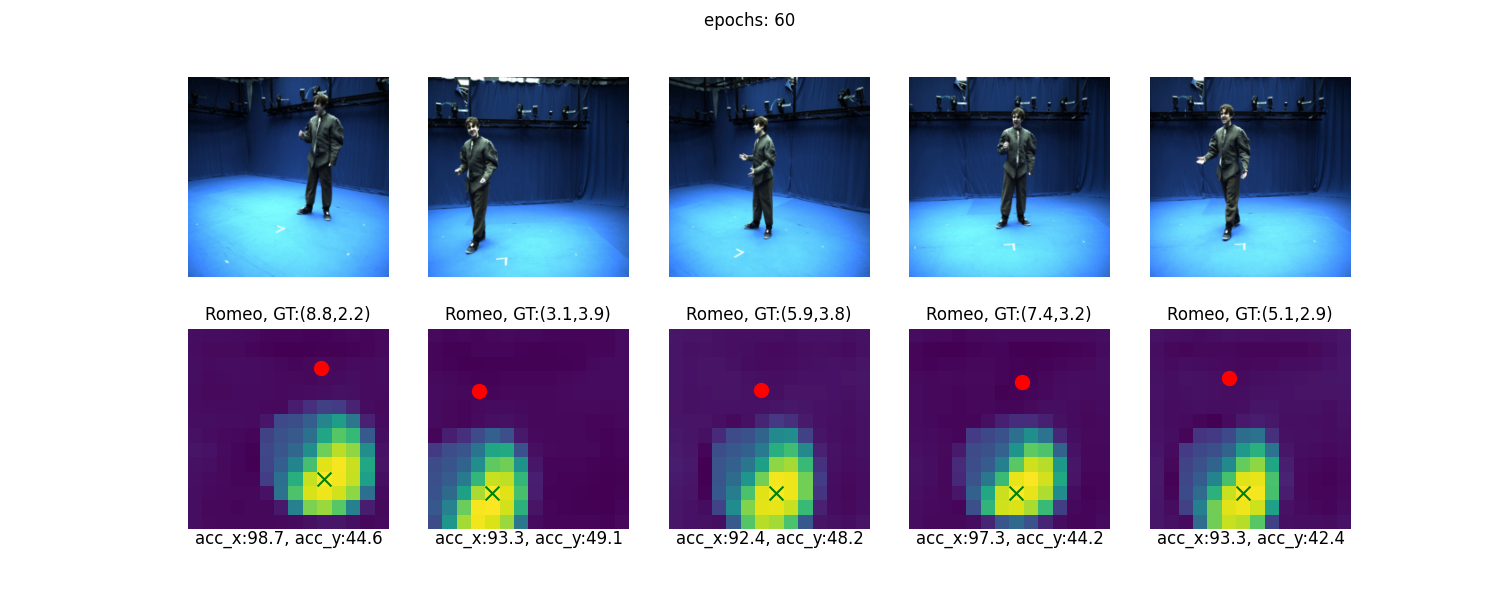 epochs: 60
Romeo, GT:(8.8,2.2)
Romeo, GT:(3.1,3.9)
Romeo, GT:(5.9,3.8)
Romeo, GT:(7.4,3.2)
Romeo, GT:(5.1,2.9)
acc_x:98.7, acc_y:44.6
acc_x:93.3, acc_y:49.1
acc_x:92.4, acc_y:48.2
acc_x:97.3, acc_y:44.2
acc_x:93.3, acc_y:42.4